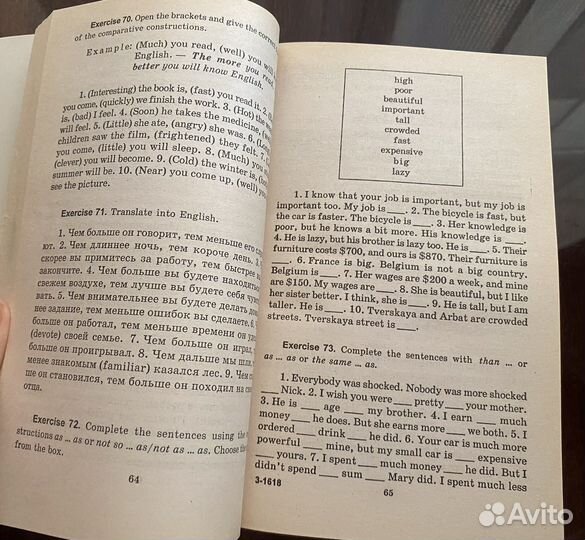 Exercise 70. Open the brackets and give the correct
of the comparative constructions.
Example: (Much) you read, (well) you will
English. — The more you read,
better you will know English.
1. (Interesting) the book is, (fast) you read it. 2.
you come, (quickly) we finish the work. 3. (Hot) the
is, (bad) I feel. 4. (Soon) he takes the medicine,
will feel. 5. (Little) she ate, (angry) she was. 6.
children saw the film, (frightened) they felt. 7.
you come, (little) you will sleep. 8. (Much) you
(clever) you will become. 9. (Cold) the winter is,
summer will be. 10. (Near) you come up, (well)
see the picture.
Exercise 71. Translate into English.
1. Чем больше он говорит, тем меньше его
ют. 2. Чем длиннее ночь, тем короче день. 3.
скорее вы примитесь за работу, тем быстрее
закончите. 4. Чем больше вы будете находиться
свежем воздухе, тем лучше вы будете себя
вать. 5. Чем внимательнее вы будете делать
нее задание, тем меньше ошибок вы сделаете. 6.
больше он работал, тем меньше времени он
(devote) своей семье. 7. Чем больше он играл,
больше он проигрывал. 8. Чем дальше мы шли,
менее знакомым (familiar) казался лес. 9. Чем
ше он становился, тем больше он походил на
отца.
Exercise 72. Complete the sentences using the
structions as ... as or not so ... as/not as ... as. Choose the
from the box.
64
high
poor
beautiful
important
tall
crowded
fast
expensive
big
lazy
1. I know that your job is important, but my job is
important too. My job is ___. 2. The bicycle is fast, but
the car is faster. The bicycle is ___. 3. Her knowledge is
poor, but he knows a bit more. His knowledge is ___.
4. He is lazy, but his brother is lazy too. He is ___. 5. Their
furniture costs $700, and ours is $870. Their furniture is
___. 6. France is big. Belgium is not a big country.
Belgium is ___. 7. Her wages are $200 a week, and mine
are $150. My wages are ___. 8. She is beautiful, but I like
her sister better. I think, she is ___. 9. He is tall, but I am
taller. He is ___. 10. Tverskaya and Arbat are crowded
streets. Tverskaya street is ___.
Exercise 73. Complete the sentences with than ... or
as ... as or the same ... as.
1. Everybody was shocked. Nobody was more shocked
___ Nick. 2. I wish you were ___ pretty ___ your mother.
3. He is ___ age ___ my brother. 4. I earn ___ much
money ___ he does. But she earns more ___ we both. 5. I
ordered ___ drink ___ he did. 6. Your car is much more
powerful ___ mine, but my small car is ___ expensive
___ yours. 7. I spent ___ much money ___ he did. But I
didn't spend ___ sum ___ Mary did. I spent much less
3-1618
65
Avito